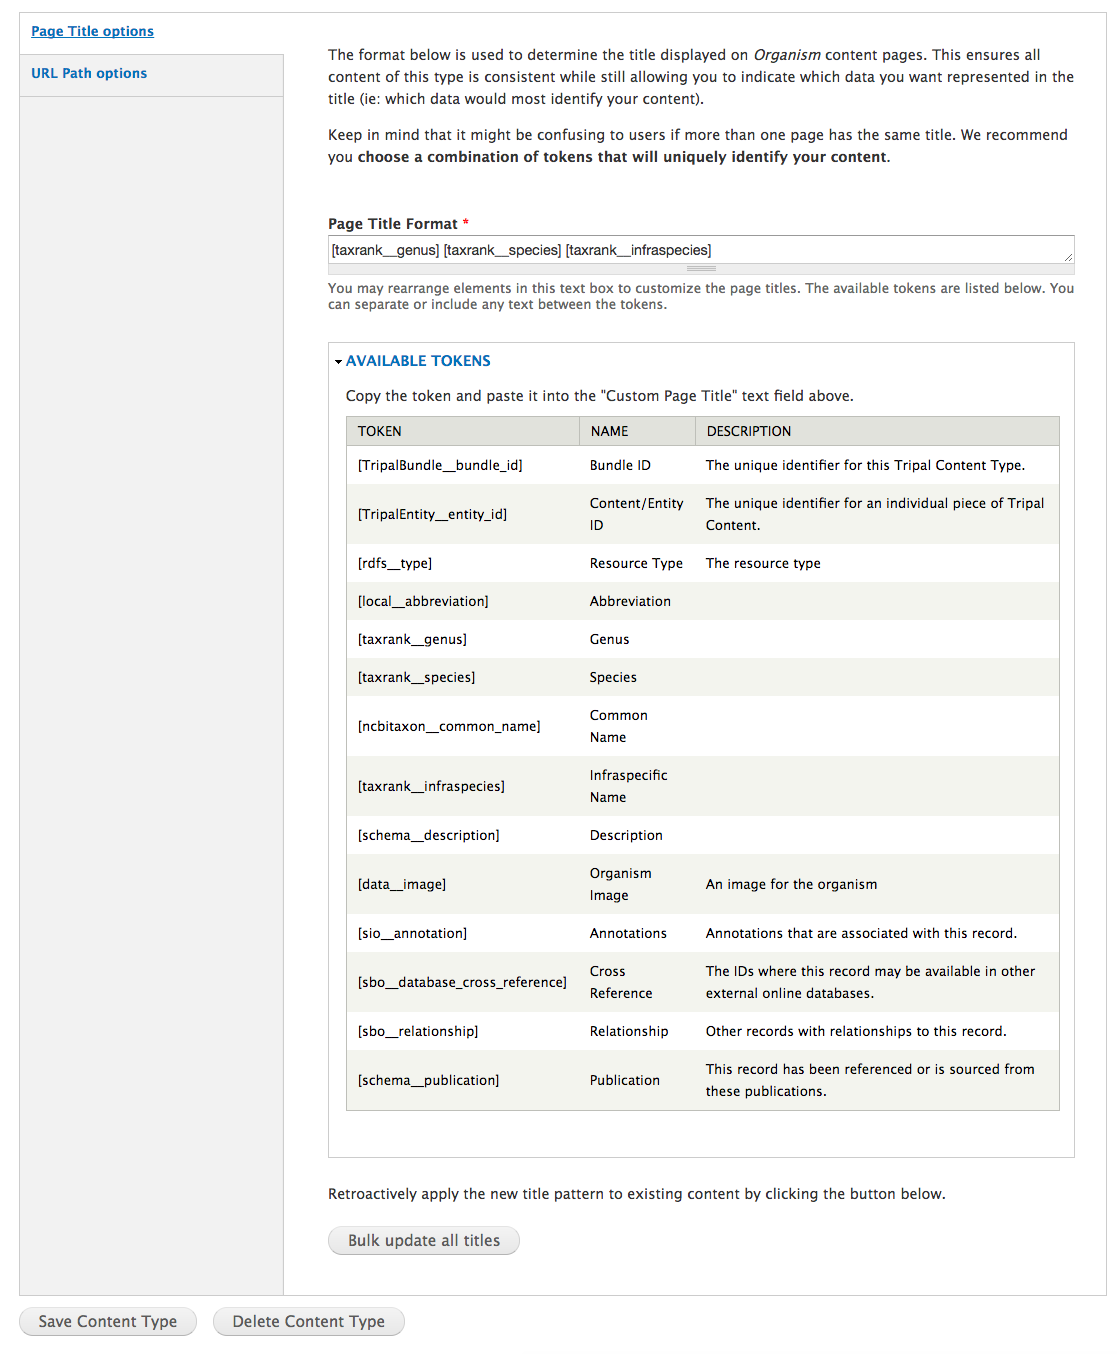 Page Title options
URL Path options
The format below is used to determine the title displayed on Organism content pages. This ensures all
content of this type is consistent while still allowing you to indicate which data you want represented in the
title (ie: which data would most identify your content).
Keep in mind that it might be confusing to users if more than one page has the same title. We recommend
you choose a combination of tokens that will uniquely identify your content.
Page Title Format *
[taxrank__genus] [taxrank__species] [taxrank__infraspecies]
You may rearrange elements in this text box to customize the page titles. The available tokens are listed below. You
can separate or include any text between the tokens.
AVAILABLE TOKENS
Copy the token and paste it into the "Custom Page Title" text field above.
TOKEN NAME DESCRIPTION
[TripalBundle__bundle_id] Bundle ID The unique identifier for this Tripal Content Type.
[TripalEntity__entity_id] Content/Entity
ID
The unique identifier for an individual piece of Tripal
Content.
[rdfs__type] Resource Type The resource type
[local__abbreviation] Abbreviation
[taxrank__genus] Genus
[taxrank__species] Species
[ncbitaxon__common_name] Common
Name
[taxrank__infraspecies] Infraspecific
Name
[schema__description] Description
[data__image] Organism
Image
An image for the organism
[sio__annotation] Annotations Annotations that are associated with this record.
[sbo__database_cross_reference] Cross
Reference
The IDs where this record may be available in other
external online databases.
[sbo__relationship] Relationship Other records with relationships to this record.
[schema__publication] Publication This record has been referenced or is sourced from
these publications.
Retroactively apply the new title pattern to existing content by clicking the button below.
Bulk update all titles
Save Content Type Delete Content Type